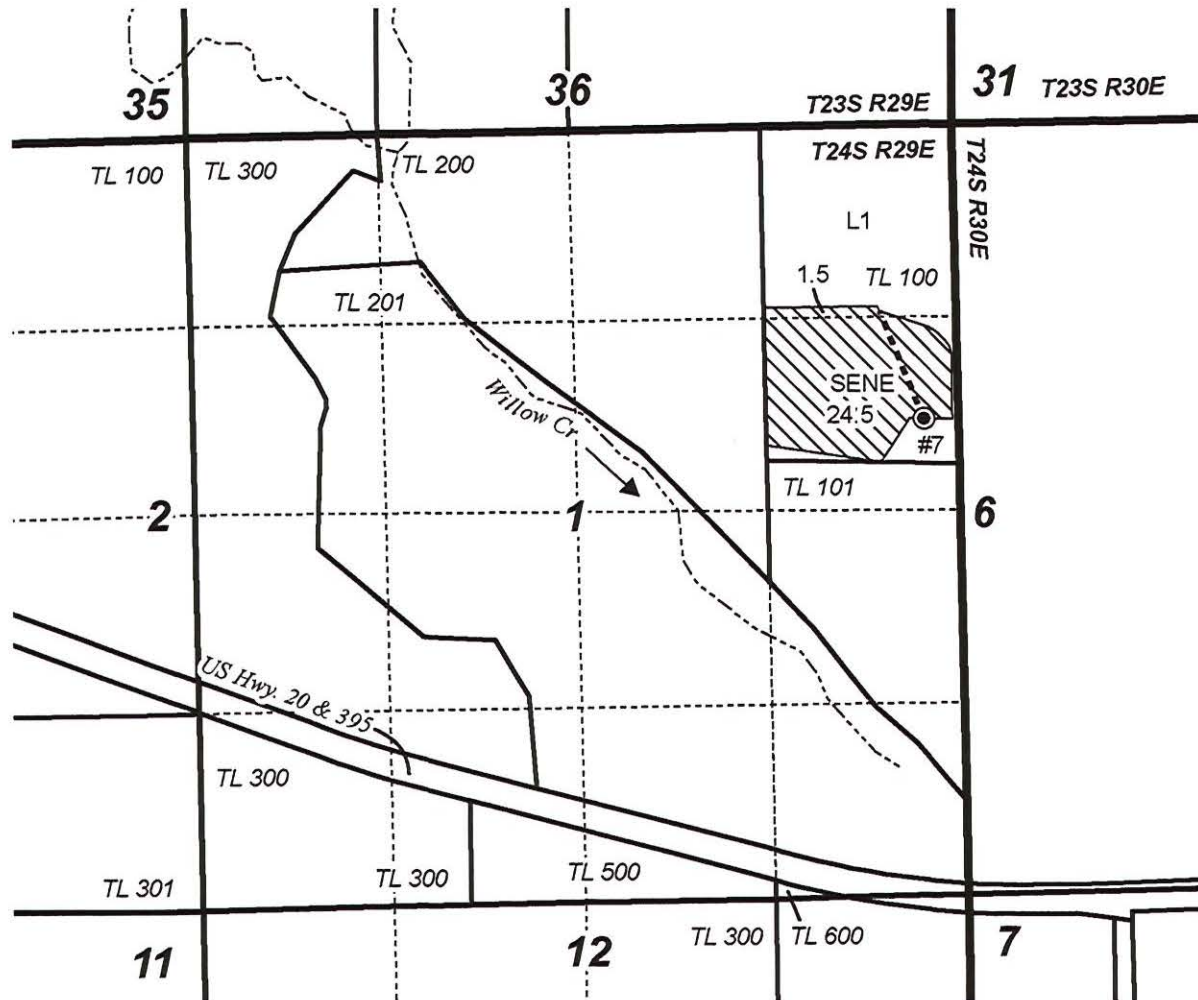 35
36
31
T23S R29E
T23S R30E
T24S R29E
T24S R30E
TL 100
TL 300
TL 200
L1
1.5
TL 100
TL 201
SENE
24.5
#7
Willow Cr
TL 101
2
1
6
US Hwy. 20 & 395
TL 300
TL 301
TL 300
TL 500
TL 300
TL 600
11
12
7